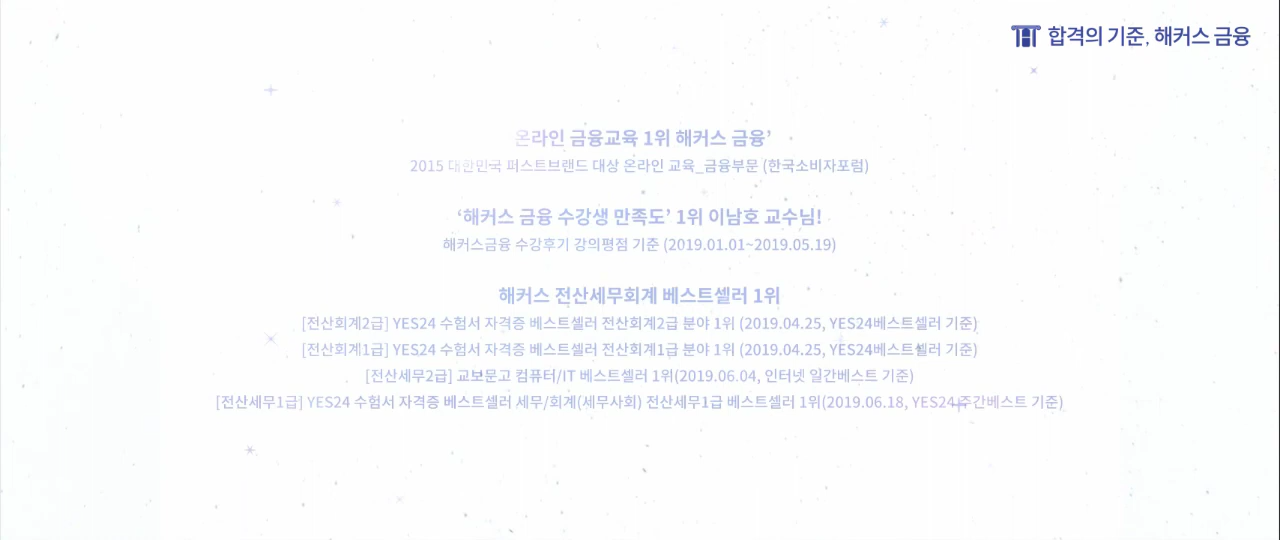 합격의 기준, 해커스 금융
온라인 금융교육 1위 해커스 금융’
2015 대한민국 퍼스트브랜드 대상 온라인 교육_금융부문 (한국소비자포럼)
‘해커스 금융 수강생 만족도’ 1위 이남호 교수님!
해커스금융 수강후기 강의평점 기준 (2019.01.01~2019.05.19)
해커스 전산세무회계 베스트셀러 1위
[전산회계2급] YES24 수험서 자격증 베스트셀러 전산회계2급 분야 1위 (2019.04.25, YES24베스트셀러 기준)
[전산회계1급] YES24 수험서 자격증 베스트셀러 전산회계1급 분야 1위 (2019.04.25, YES24베스트셀러 기준)
[전산세무2급] 교보문고 컴퓨터/IT 베스트셀러 1위(2019.06.04, 인터넷 일간베스트 기준)
[전산세무1급] YES24 수험서 자격증 베스트셀러 세무/회계(세무사회) 전산세무1급 베스트셀러 1위(2019.06.18, YES24 주간베스트 기준)